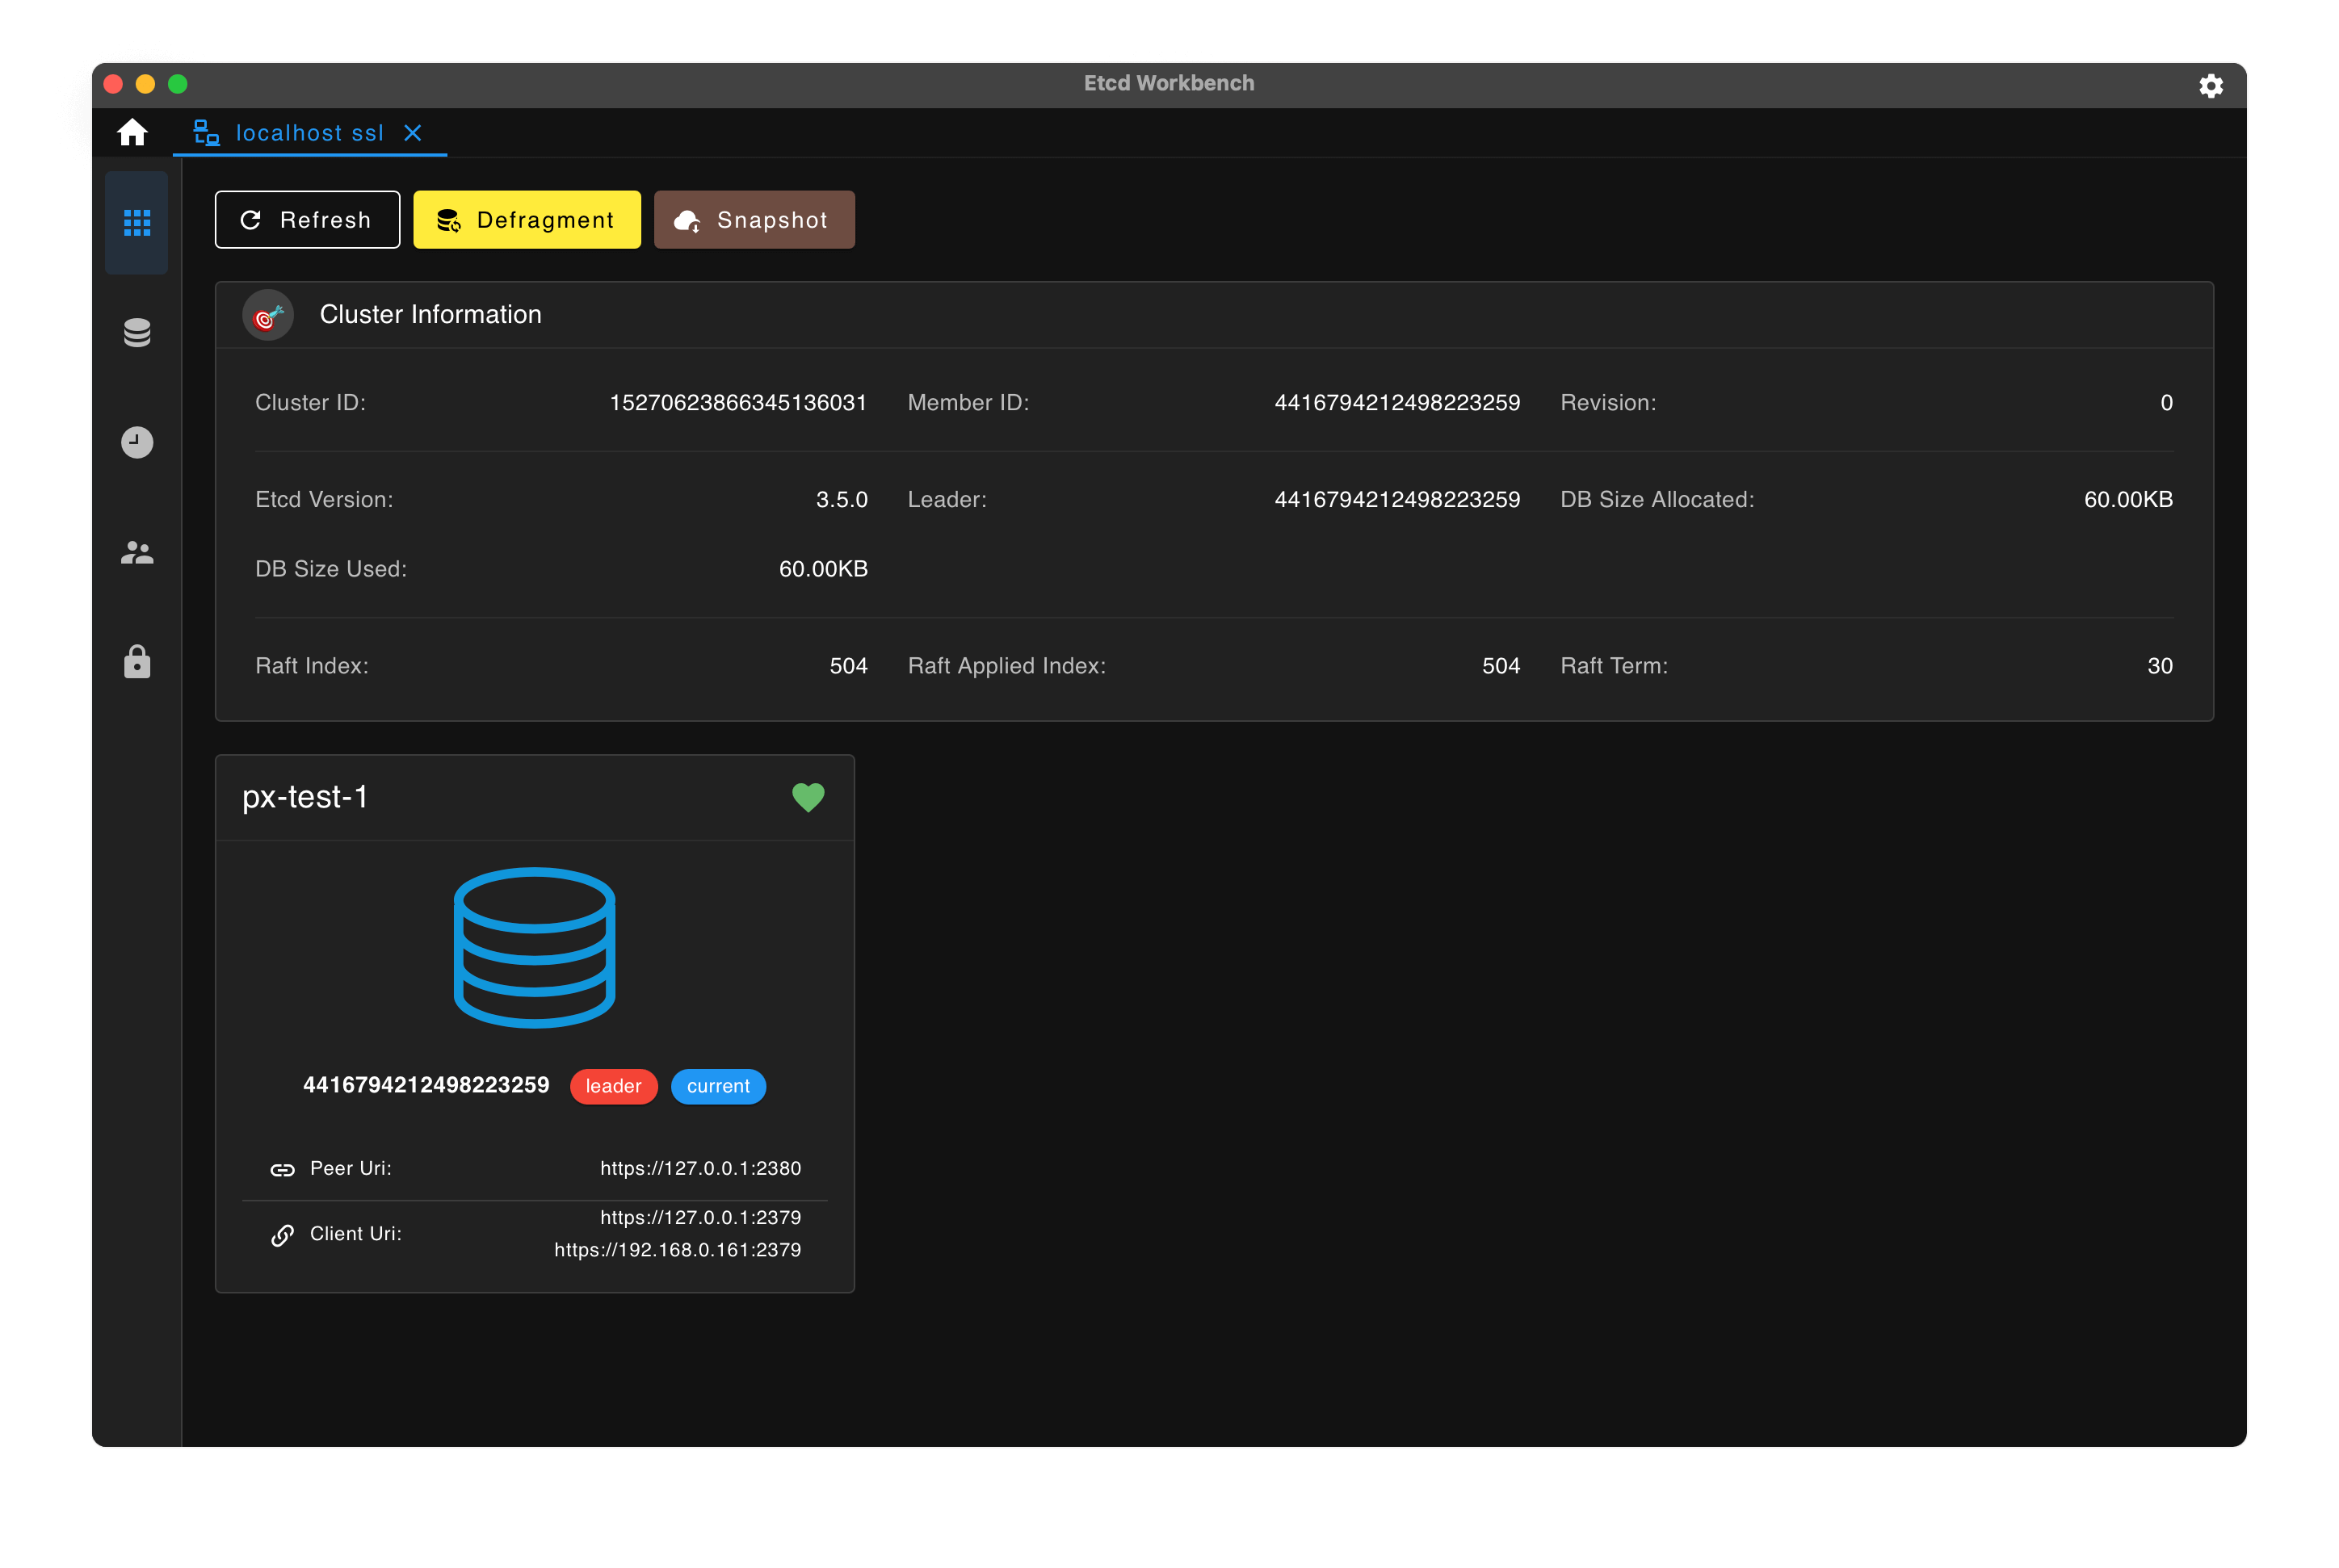 Etcd Workbench
localhost ssl
Refresh
Defragment
Snapshot
Cluster Information
Cluster ID: 15270623866345136031 Member ID: 4416794212498223259 Revision: 0
Etcd Version: 3.5.0 Leader: 4416794212498223259 DB Size Allocated: 60.00KB
DB Size Used: 60.00KB
Raft Index: 504 Raft Applied Index: 504 Raft Term: 30
px-test-1
4416794212498223259 leader current
Peer Uri: https://127.0.0.1:2380
Client Uri: https://127.0.0.1:2379
https://192.168.0.161:2379